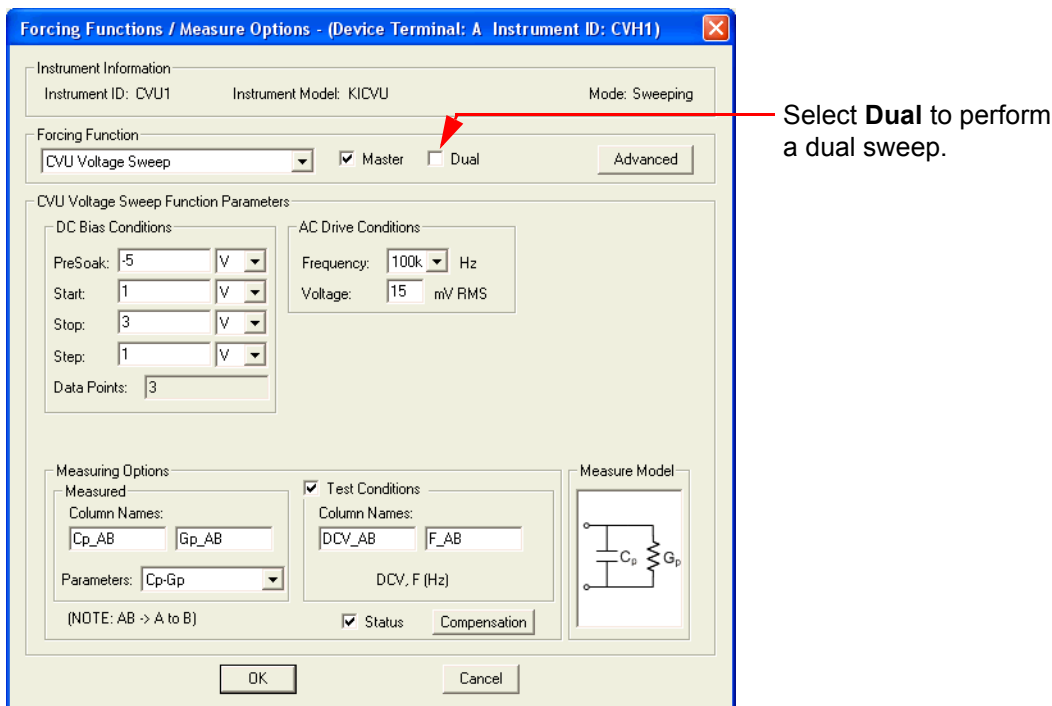 Forcing Functions / Measure Options - (Device Terminal: A Instrument ID: CVH1)
Instrument Information
Instrument ID: CVU1 Instrument Model: KICVU Mode: Sweeping
Forcing Function
CVU Voltage Sweep Master Dual Advanced
Select Dual to perform
a dual sweep.
CVU Voltage Sweep Function Parameters
DC Bias Conditions
PreSoak: -5 V
Start: 1 V
Stop: 3 V
Step: 1 V
Data Points: 3
AC Drive Conditions
Frequency: 100k Hz
Voltage: 15 mV RMS
Measuring Options
Measured
Column Names:
Cp_AB Gp_AB
Parameters: Cp-Gp
(NOTE: AB -> A to B)
Test Conditions
Column Names:
DCV_AB F_AB
DCV, F (Hz)
Status Compensation
Measure Model
Cp Gp
OK Cancel